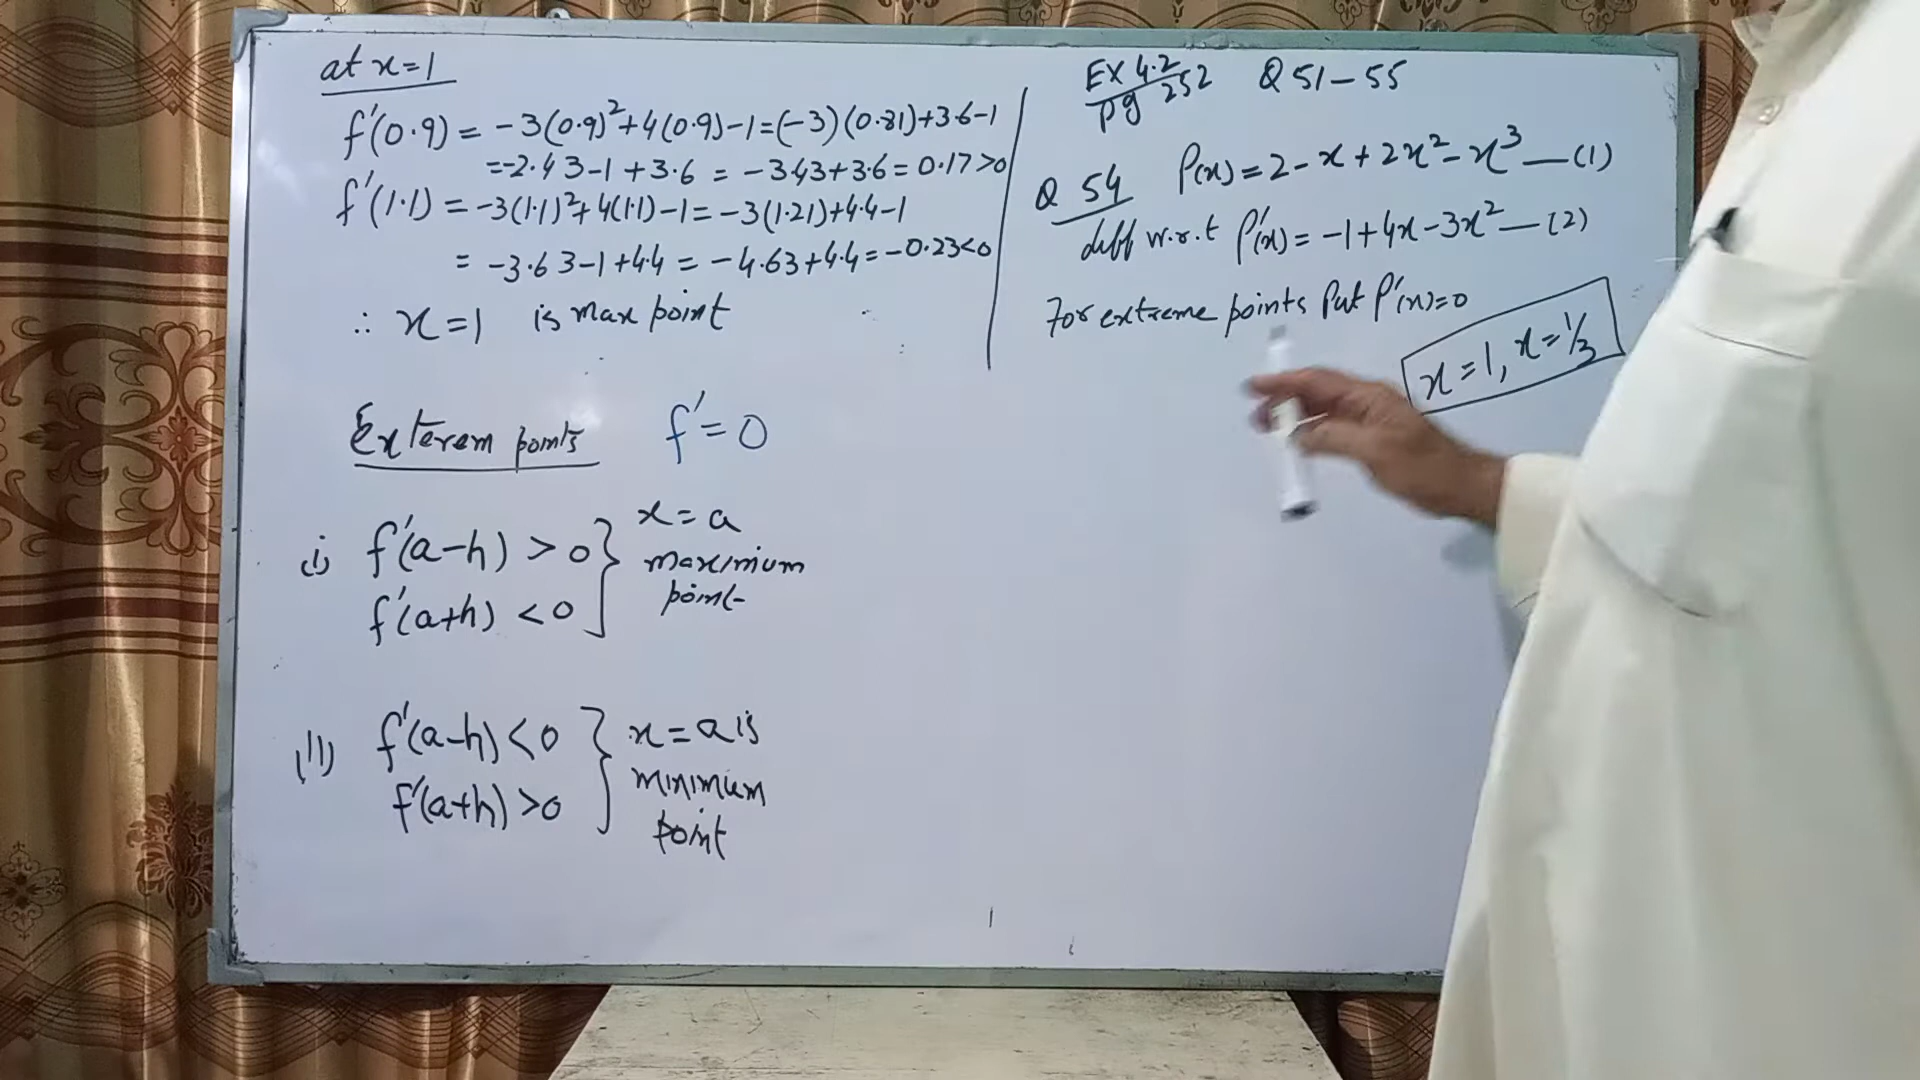 at x=1
f'(0.9) = -3(0.9)²+4(0.9)-1=(-3)(0.81)+3.6-1
=-2.43-1+3.6 = -3.43+3.6=0.17>0
f'(1.1) = -3(1.1)²+4(1.1)-1=-3(1.21)+4.4-1
= -3.63-1+4.4 = -4.63+4.4=-0.23<0
∴ x=1 is max point
Exterem points f'=0
(i) f'(a-h) >0 } x=a
f'(a+h) <0 maximum
point
(ii) f'(a-h)<0 } x=a is
f'(a+h)>0 minimum
point
EX 4.2 Q 51-55
pg 252
Q 54 P(x)=2-x+2x²-x³—(1)
diff w.r.t P'(x)=-1+4x-3x²—(2)
For extreme points Put P'(x)=0
x=1, x=1/3